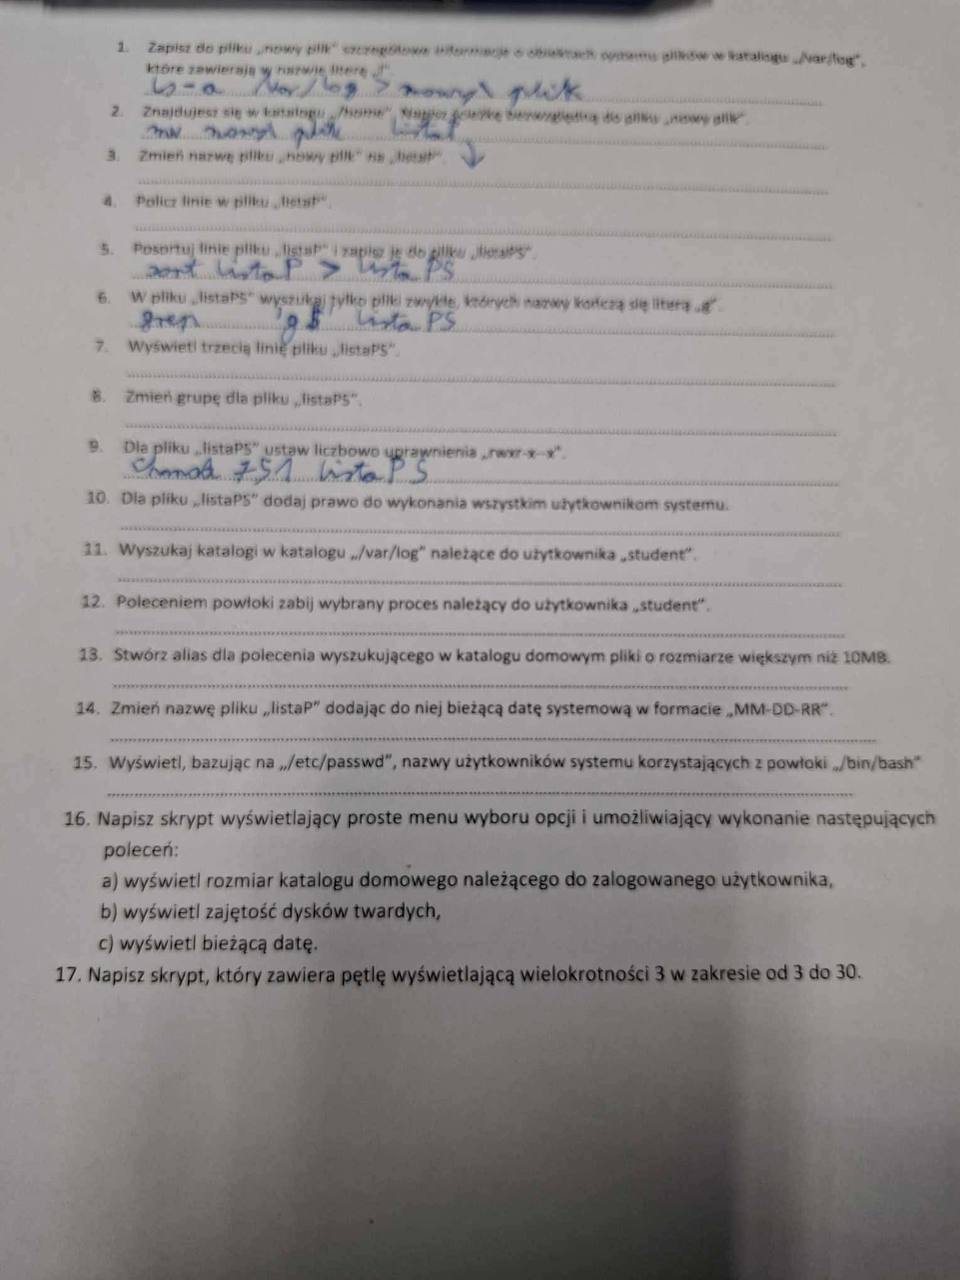 1. Zapisz do pliku „nowy plik" szczegółowe informacje o obiektach systemu plików w katalogu „/var/log",
które zawierają w nazwie literę
ls -a /var/log > nowy\ plik
2. Znajdujesz się w katalogu „/home". Napisz ścieżkę bezwzględną do pliku „nowy plik".
mv nowy\ plik listaP
3. Zmień nazwę pliku „nowy plik" na „listaP". ↓
4. Policz linie w pliku „listaP".
5. Posortuj linie pliku „listaP" i zapisz je do pliku „listaPS".
sort listaP > listaPS
6. W pliku „listaPS" wyszukaj tylko pliki zwykłe, których nazwy kończą się literą „g".
grep 'g$ listaPS
7. Wyświetl trzecią linię pliku „listaPS".
8. Zmień grupę dla pliku „listaPS".
9. Dla pliku „listaPS" ustaw liczbowo uprawnienia „rwxr-x--x".
chmod 751 listaPS
10. Dla pliku „listaPS" dodaj prawo do wykonania wszystkim użytkownikom systemu.
11. Wyszukaj katalogi w katalogu „/var/log" należące do użytkownika „student".
12. Poleceniem powłoki zabij wybrany proces należący do użytkownika „student".
13. Stwórz alias dla polecenia wyszukującego w katalogu domowym pliki o rozmiarze większym niż 10MB.
14. Zmień nazwę pliku „listaP" dodając do niej bieżącą datę systemową w formacie „MM-DD-RR".
15. Wyświetl, bazując na „/etc/passwd", nazwy użytkowników systemu korzystających z powłoki „/bin/bash"
16. Napisz skrypt wyświetlający proste menu wyboru opcji i umożliwiający wykonanie następujących
poleceń:
a) wyświetl rozmiar katalogu domowego należącego do zalogowanego użytkownika,
b) wyświetl zajętość dysków twardych,
c) wyświetl bieżącą datę.
17. Napisz skrypt, który zawiera pętlę wyświetlającą wielokrotności 3 w zakresie od 3 do 30.